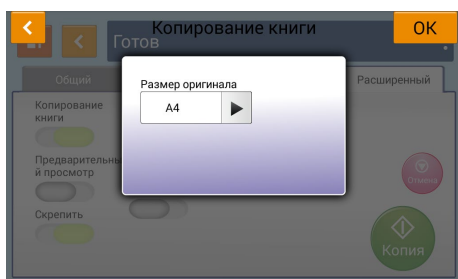 Копирование книги
OK
Готов
Общий
Расширенный
Размер оригинала
A4
Копирование
книги
Предварительны
й просмотр
Скрепить
Отмена
Копия